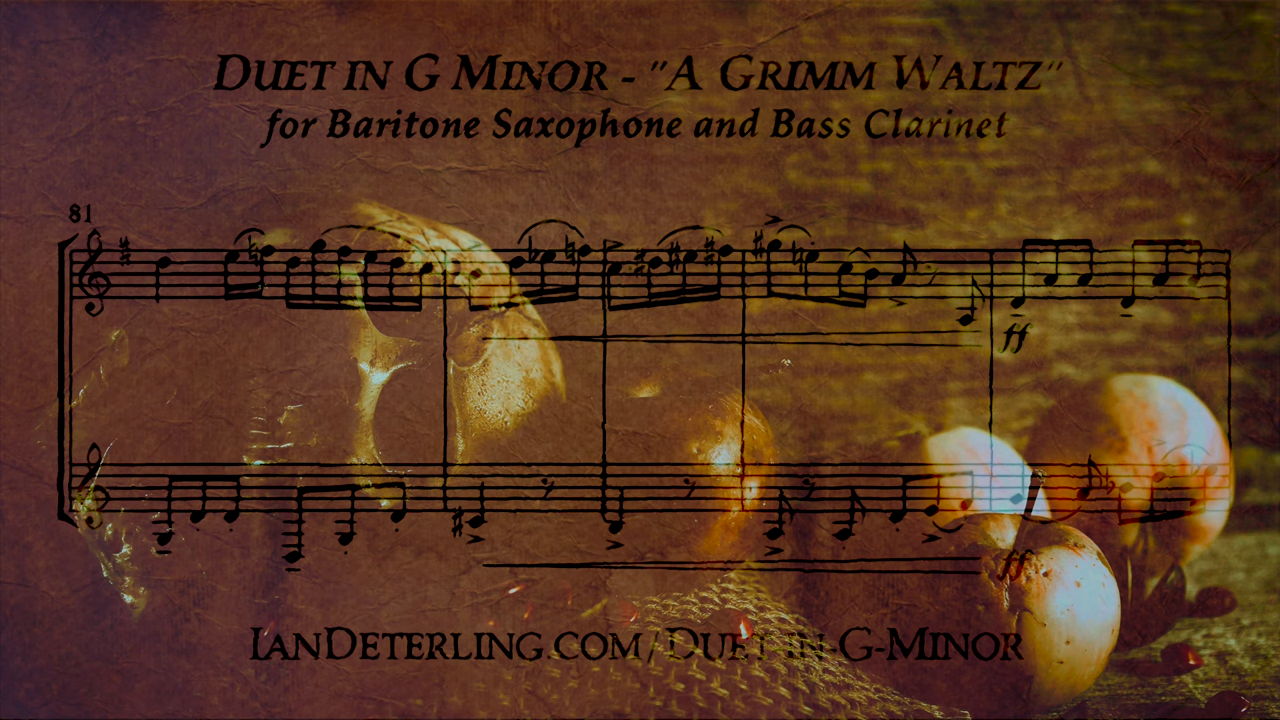 Duet in G Minor - "A Grimm Waltz"
for Baritone Saxophone and Bass Clarinet
81
ff
ff
IanDeterling.com/Duet-in-G-Minor